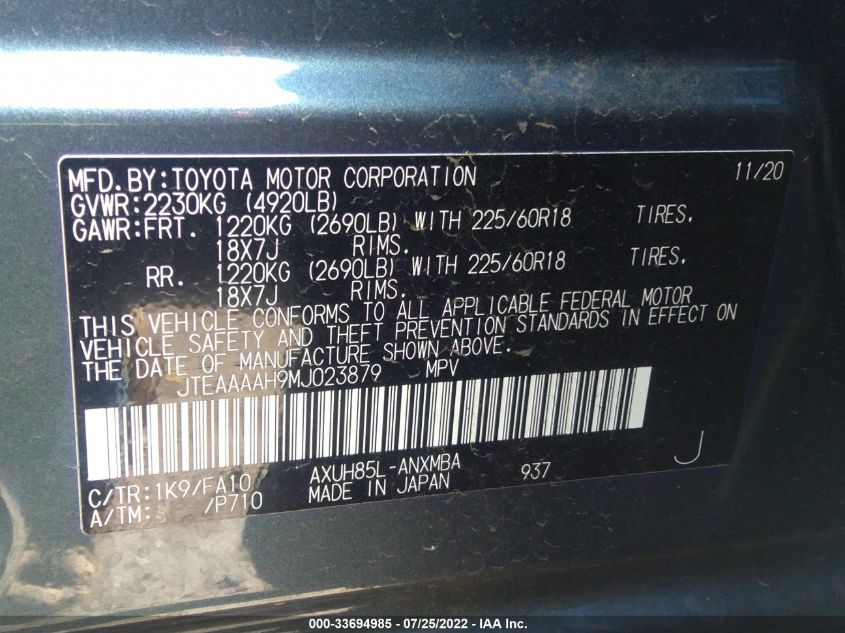 MFD.BY:TOYOTA MOTOR CORPORATION 11/20
GVWR:2230KG (4920LB)
GAWR:FRT. 1220KG (2690LB) WITH 225/60R18 TIRES,
18X7J RIMS.
RR. 1220KG (2690LB) WITH 225/60R18 TIRES,
18X7J RIMS.
THIS VEHICLE CONFORMS TO ALL APPLICABLE FEDERAL MOTOR
VEHICLE SAFETY AND THEFT PREVENTION STANDARDS IN EFFECT ON
THE DATE OF MANUFACTURE SHOWN ABOVE.
JTEAAAAH9MJ023879 MPV
C/TR:1K9/FA10 AXUH85L-ANXMBA 937 J
A/TM: /P710 MADE IN JAPAN
000-33694985 - 07/25/2022 - IAA Inc.